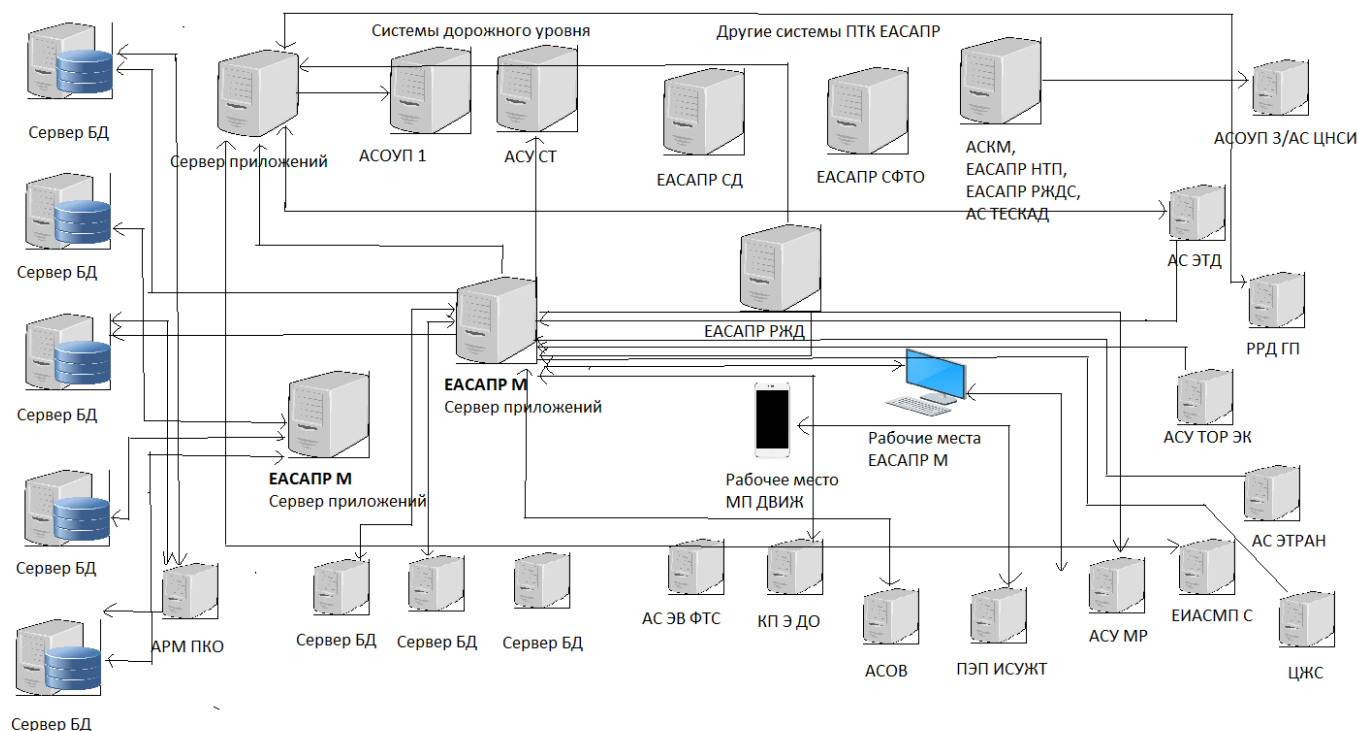 Системы дорожного уровня
Другие системы ПТК ЕАСАПР
Сервер БД
Сервер приложений
АСОУП 1
АСУ СТ
ЕАСАПР СД
ЕАСАПР СФТО
АСКМ,
ЕАСАПР НТП,
ЕАСАПР РЖДС,
АС ТЕСКАД
АСОУП 3/АС ЦНСИ
Сервер БД
АС ЭТД
ЕАСАПР РЖД
РРД ГП
Сервер БД
ЕАСАПР М
Сервер приложений
Рабочие места
ЕАСАПР М
АСУ ТОР ЭК
ЕАСАПР М
Сервер приложений
Рабочее место
МП ДВИЖ
АС ЭТРАН
Сервер БД
АРМ ПКО
Сервер БД
Сервер БД
Сервер БД
АС ЭВ ФТС
КП Э ДО
АСОВ
ПЭП ИСУЖТ
АСУ МР
ЕИАСМП С
ЦЖС
Сервер БД